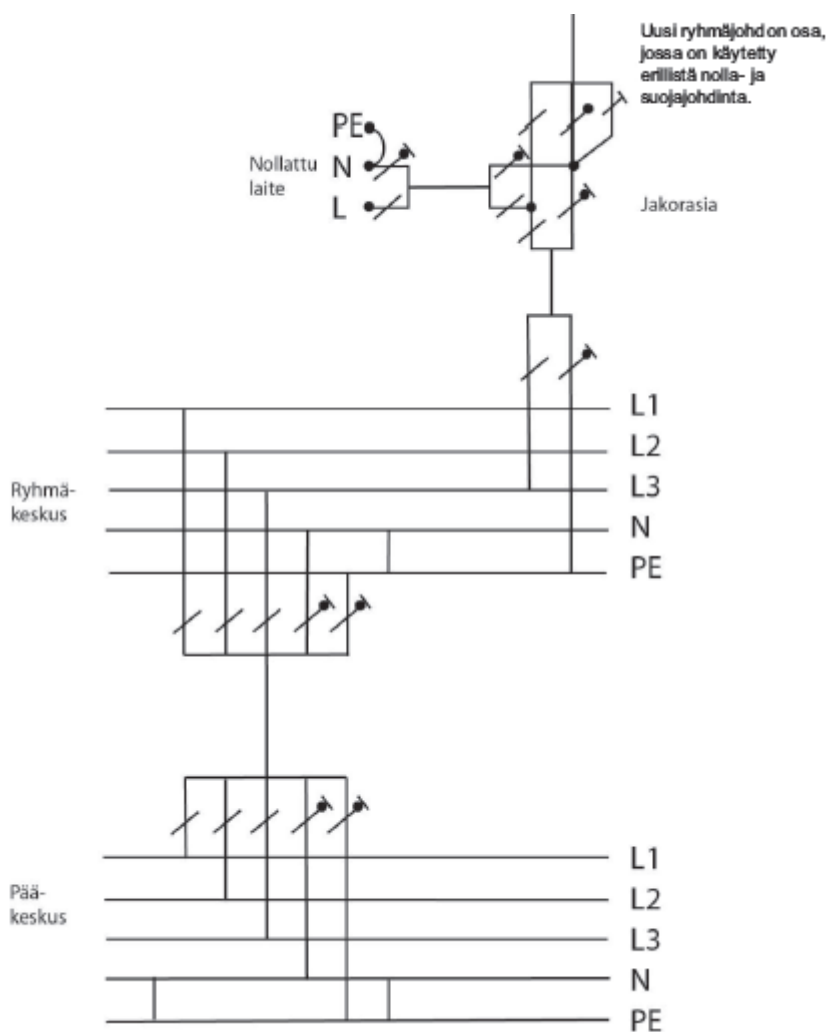 Uusi ryhmäjohdon osa,
jossa on käytetty
erillistä nolla- ja
suojajohdinta.
PE
Nollattu
laite
N
L
Jakorasia
L1
L2
Ryhmä-
keskus
L3
N
PE
L1
Pää-
keskus
L2
L3
N
PE